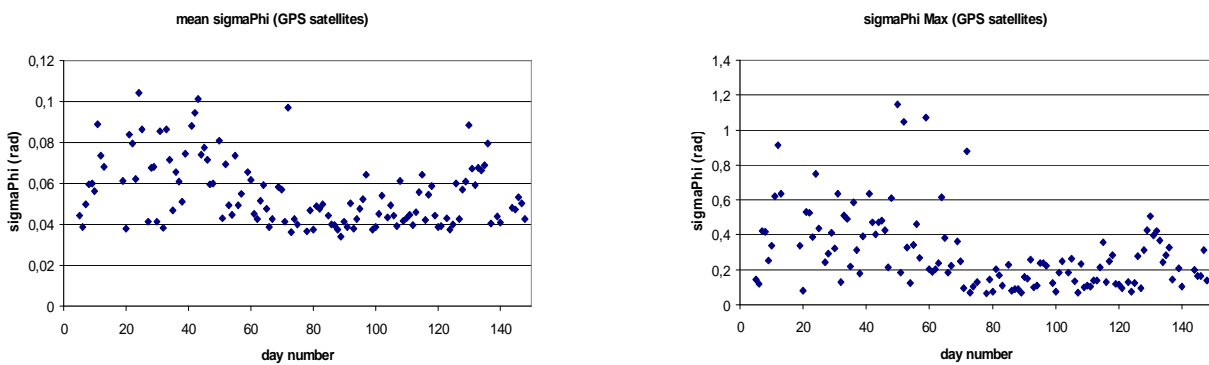 mean sigmaPhi (GPS satellites)
0,12
0,1
0,08
0,06
0,04
0,02
0
sigmaPhi (rad)
0 20 40 60 80 100 120 140
day number
sigmaPhi Max (GPS satellites)
1,4
1,2
1
0,8
0,6
0,4
0,2
0
sigmaPhi (rad)
0 20 40 60 80 100 120 140
day number